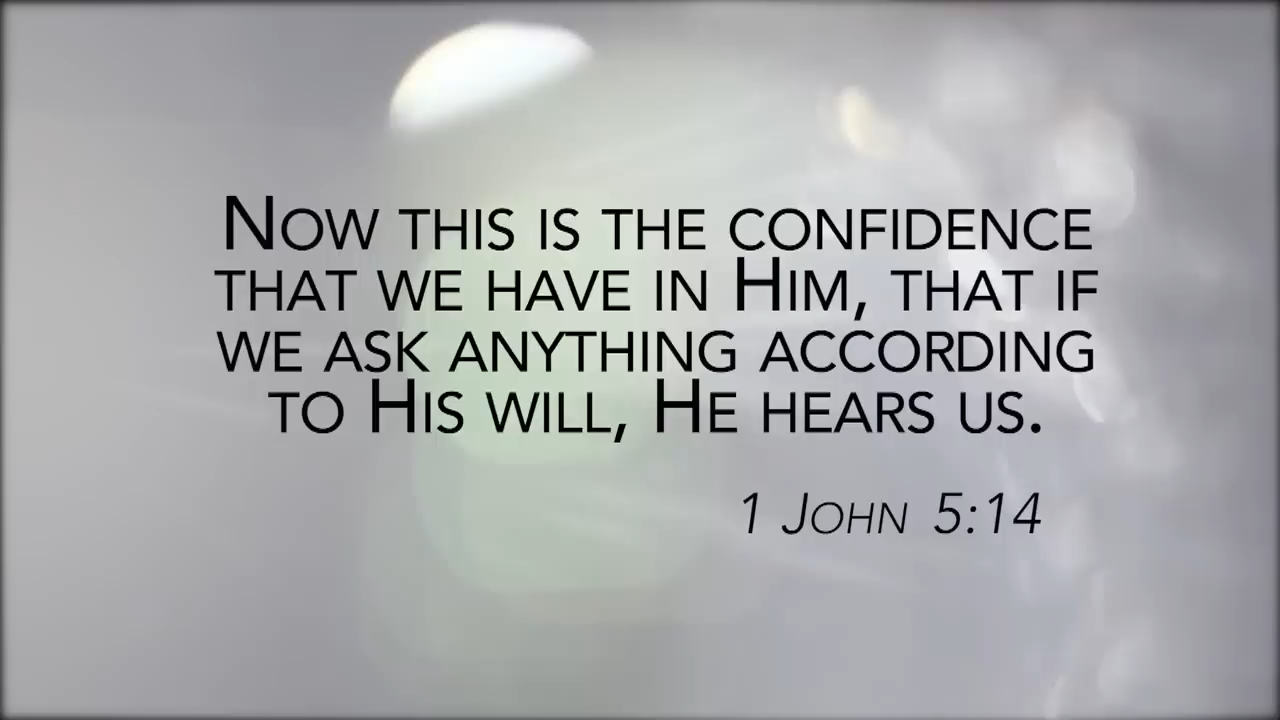 Now this is the confidence
that we have in Him, that if
we ask anything according
to His will, He hears us.
1 John 5:14